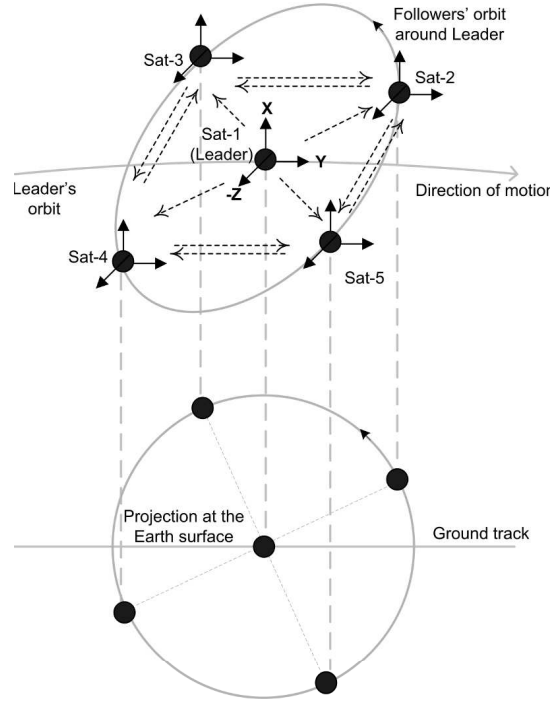 Followers' orbit
around Leader
Sat-3
Sat-2
X
Sat-1
(Leader)
Y
-Z
Leader's
orbit
Direction of motion
Sat-4
Sat-5
Projection at the
Earth surface
Ground track